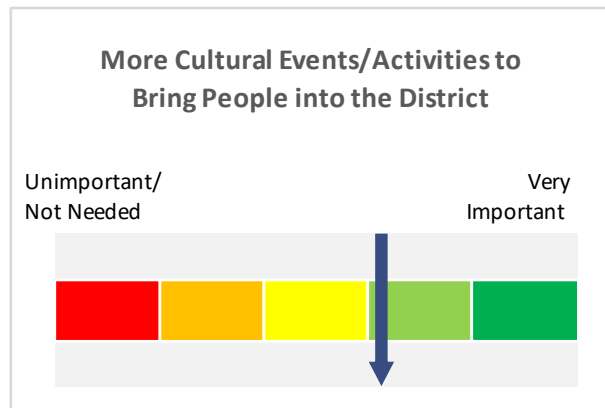 More Cultural Events/Activities to
Bring People into the District
Unimportant/
Not Needed
Very
Important